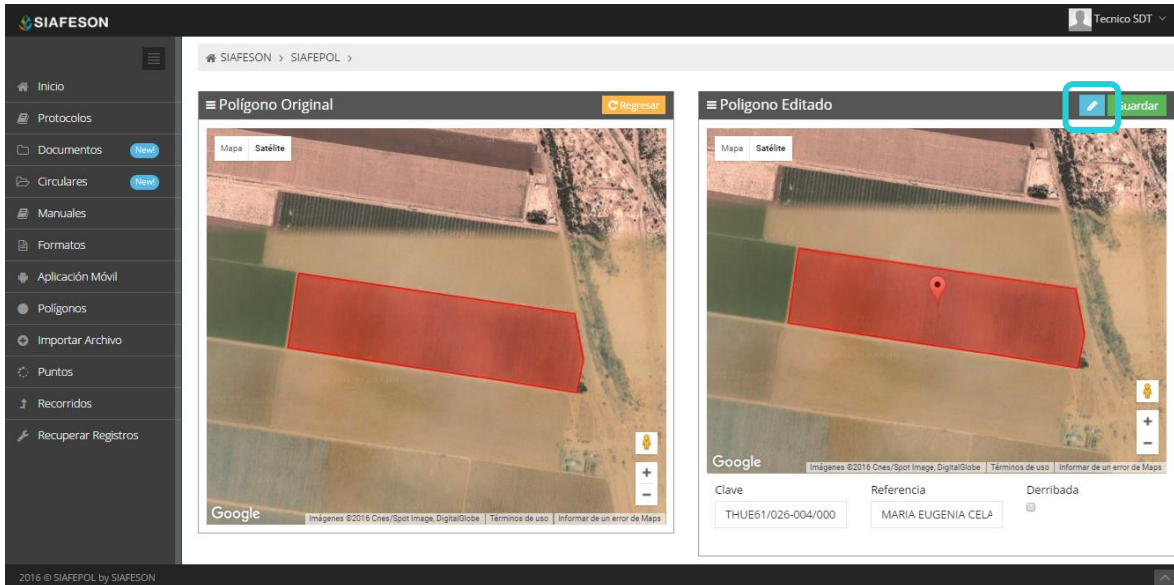 SIAFESON
Tecnico SDT
SIAFESON > SIAFEPOL >
Inicio
Protocolos
Documentos New!
Circulares New!
Manuales
Formatos
Aplicación Móvil
Polígonos
Importar Archivo
Puntos
Recorridos
Recuperar Registros
Polígono Original
Regresar
Mapa Satélite
Google
Imágenes ©2016 Cnes/Spot Image, DigitalGlobe Términos de uso Informar de un error de Maps
Poligono Editado
Guardar
Mapa Satélite
Google
Imágenes ©2016 Cnes/Spot Image, DigitalGlobe Términos de uso Informar de un error de Maps
Clave Referencia Derribada
THUE61/026-004/000 MARIA EUGENIA CELA
2016 © SIAFEPOL by SIAFESON